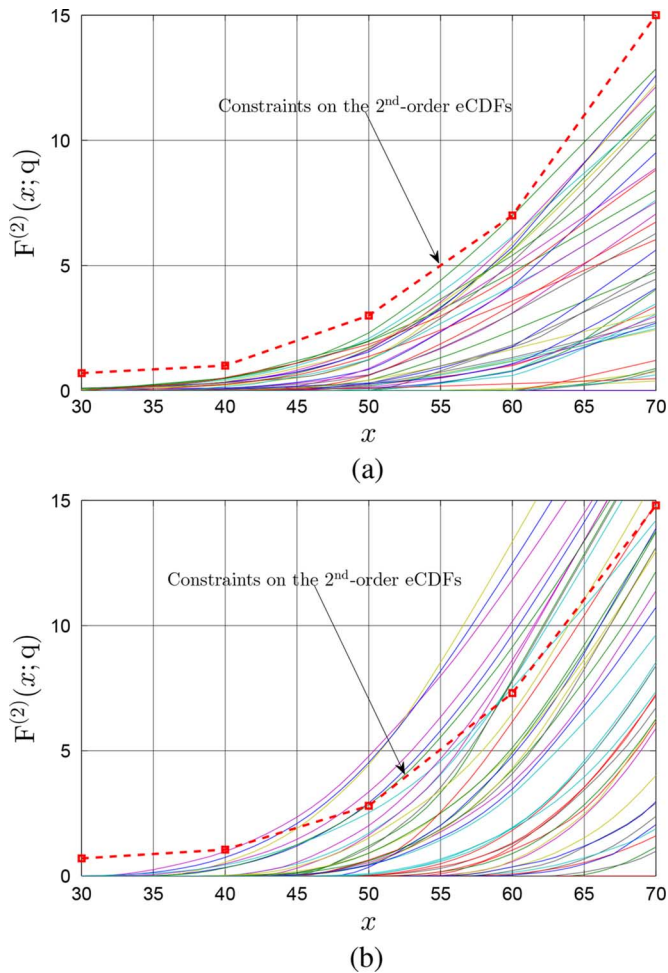 15
10
5
0
F⁽²⁾(x; q)
Constraints on the 2ⁿᵈ-order eCDFs
30 35 40 45 50 55 60 65 70
x
(a)
15
10
5
0
F⁽²⁾(x; q)
Constraints on the 2ⁿᵈ-order eCDFs
30 35 40 45 50 55 60 65 70
x
(b)